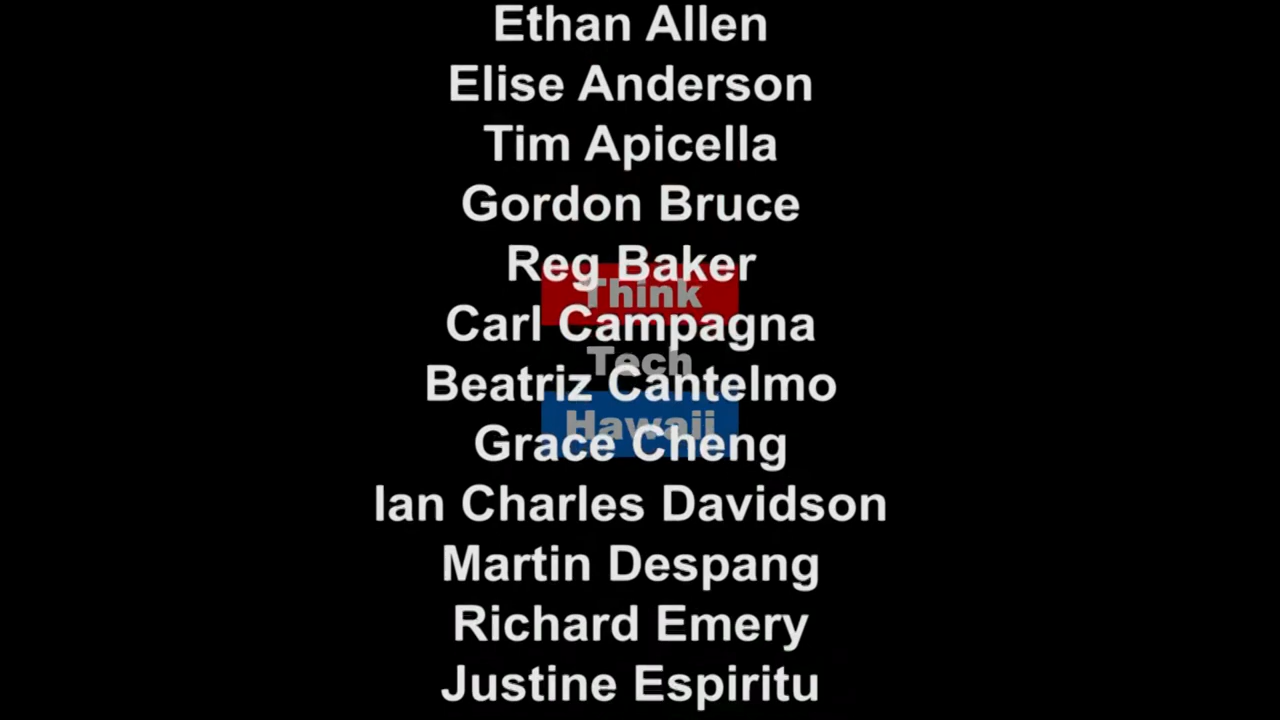 Ethan Allen
Elise Anderson
Tim Apicella
Gordon Bruce
Reg Baker
Think
Carl Campagna
Tech
Beatriz Cantelmo
Hawaii
Grace Cheng
Ian Charles Davidson
Martin Despang
Richard Emery
Justine Espiritu